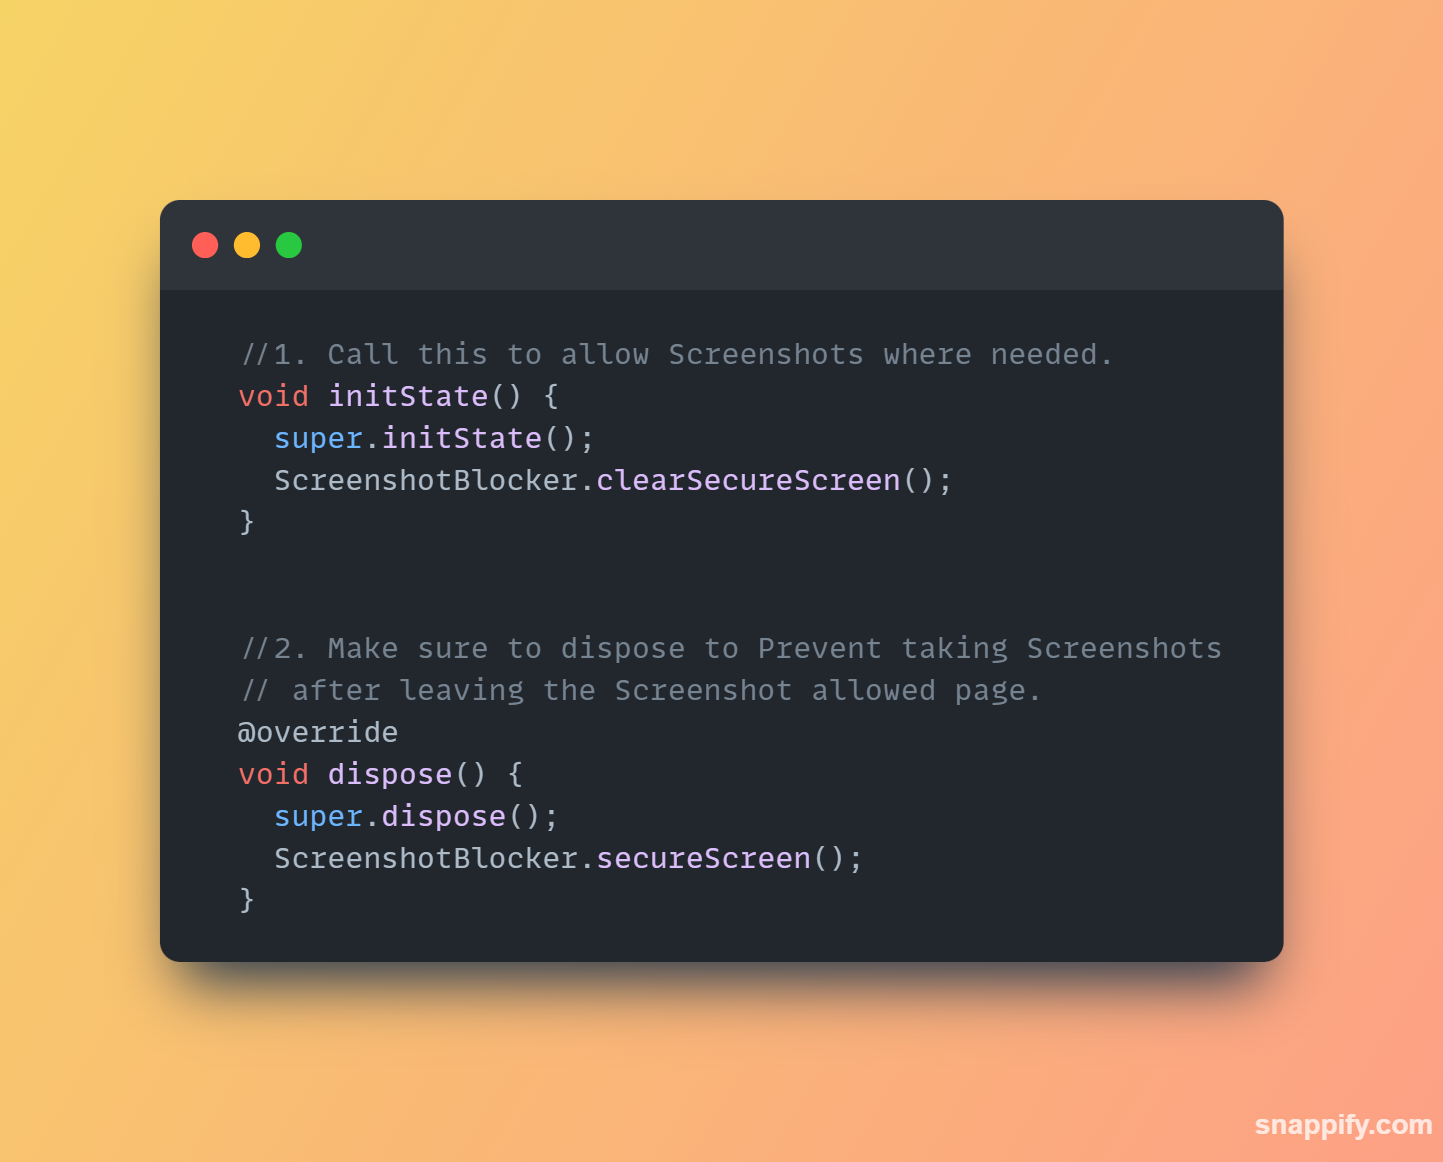 //1. Call this to allow Screenshots where needed.
void initState() {
  super.initState();
  ScreenshotBlocker.clearSecureScreen();
}
//2. Make sure to dispose to Prevent taking Screenshots
// after leaving the Screenshot allowed page.
@override
void dispose() {
  super.dispose();
  ScreenshotBlocker.secureScreen();
}
snappify.com